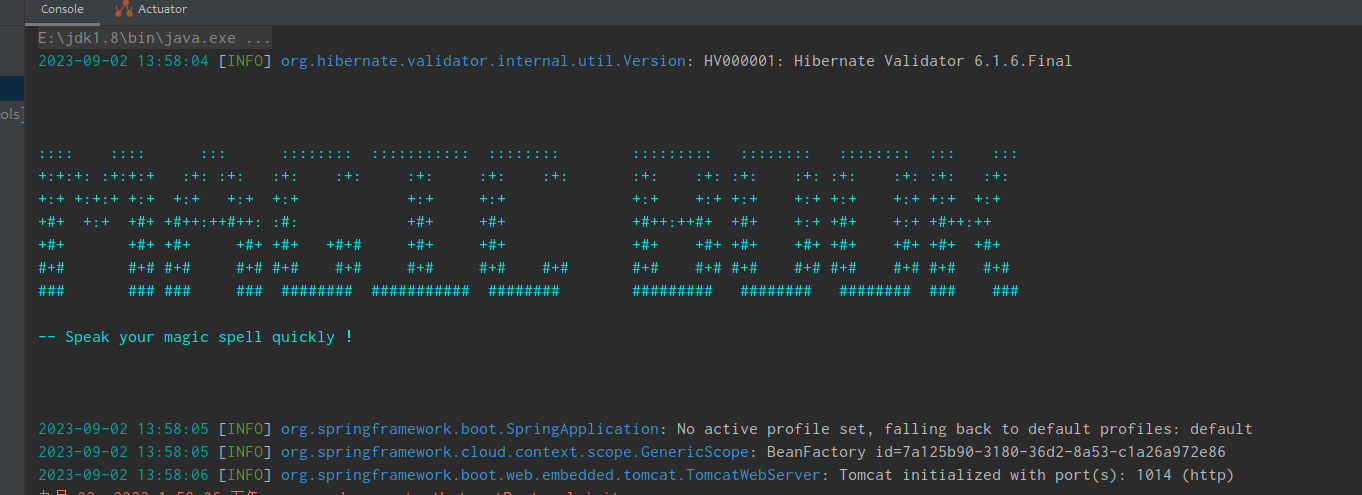 Console Actuator
E:\jdk1.8\bin\java.exe ...
2023-09-02 13:58:04 [INFO] org.hibernate.validator.internal.util.Version: HV000001: Hibernate Validator 6.1.6.Final
ols]
MAGIC BOOK
-- Speak your magic spell quickly !
2023-09-02 13:58:05 [INFO] org.springframework.boot.SpringApplication: No active profile set, falling back to default profiles: default
2023-09-02 13:58:05 [INFO] org.springframework.cloud.context.scope.GenericScope: BeanFactory id=7a125b90-3180-36d2-8a53-c1a26a972e86
2023-09-02 13:58:06 [INFO] org.springframework.boot.web.embedded.tomcat.TomcatWebServer: Tomcat initialized with port(s): 1014 (http)